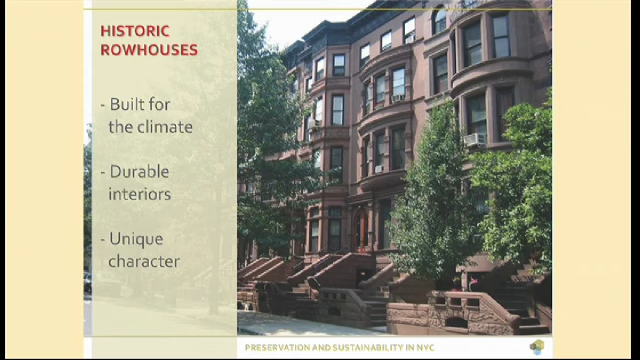 HISTORIC
ROWHOUSES
- Built for
the climate
- Durable
interiors
- Unique
character
PRESERVATION AND SUSTAINABILITY IN NYC